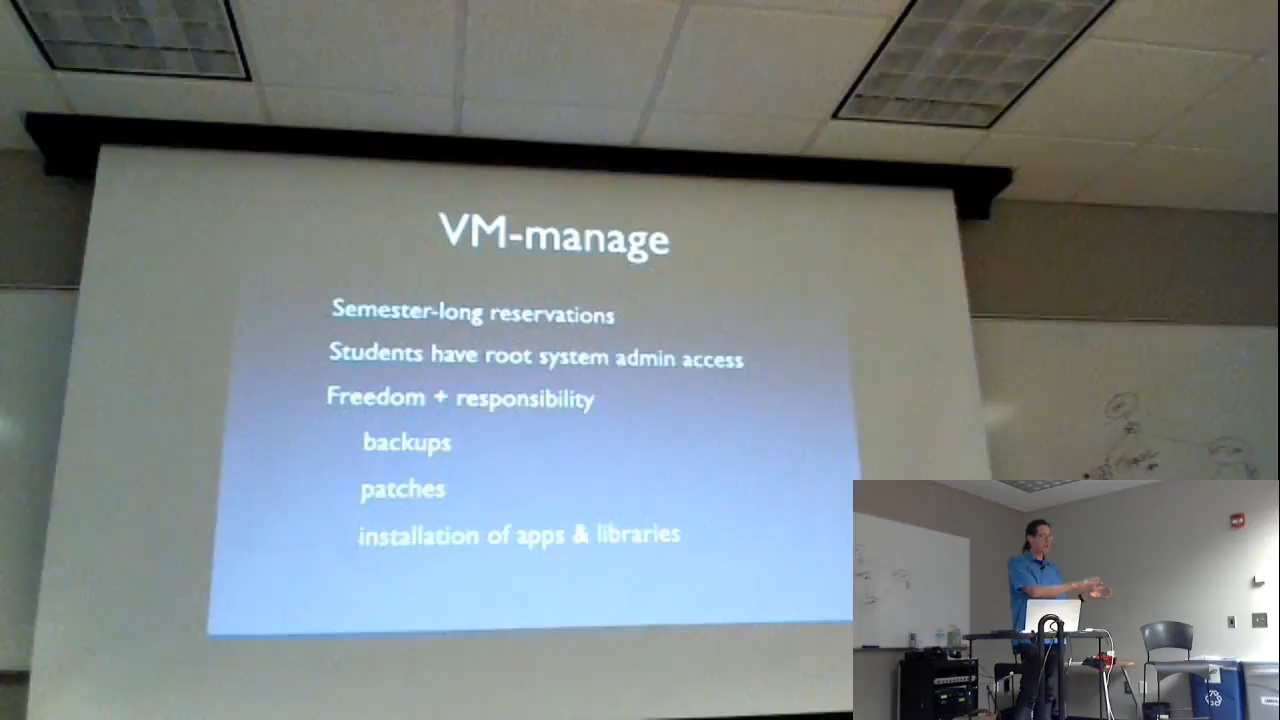 VM-manage
Semester-long reservations
Students have root system admin access
Freedom + responsibility
backups
patches
installation of apps & libraries